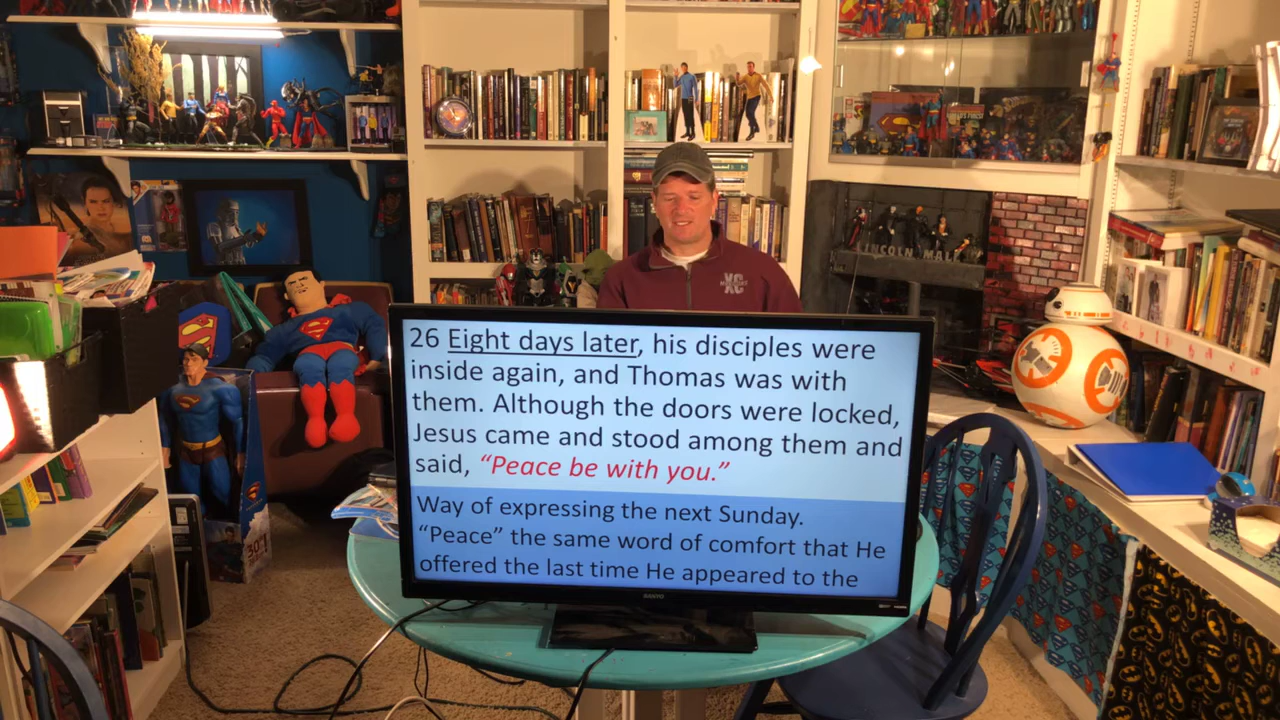 LINCOLN MALL
XC
26 Eight days later, his disciples were
inside again, and Thomas was with
them. Although the doors were locked,
Jesus came and stood among them and
said, “Peace be with you.”
Way of expressing the next Sunday.
“Peace” the same word of comfort that He
offered the last time He appeared to the
SANYO